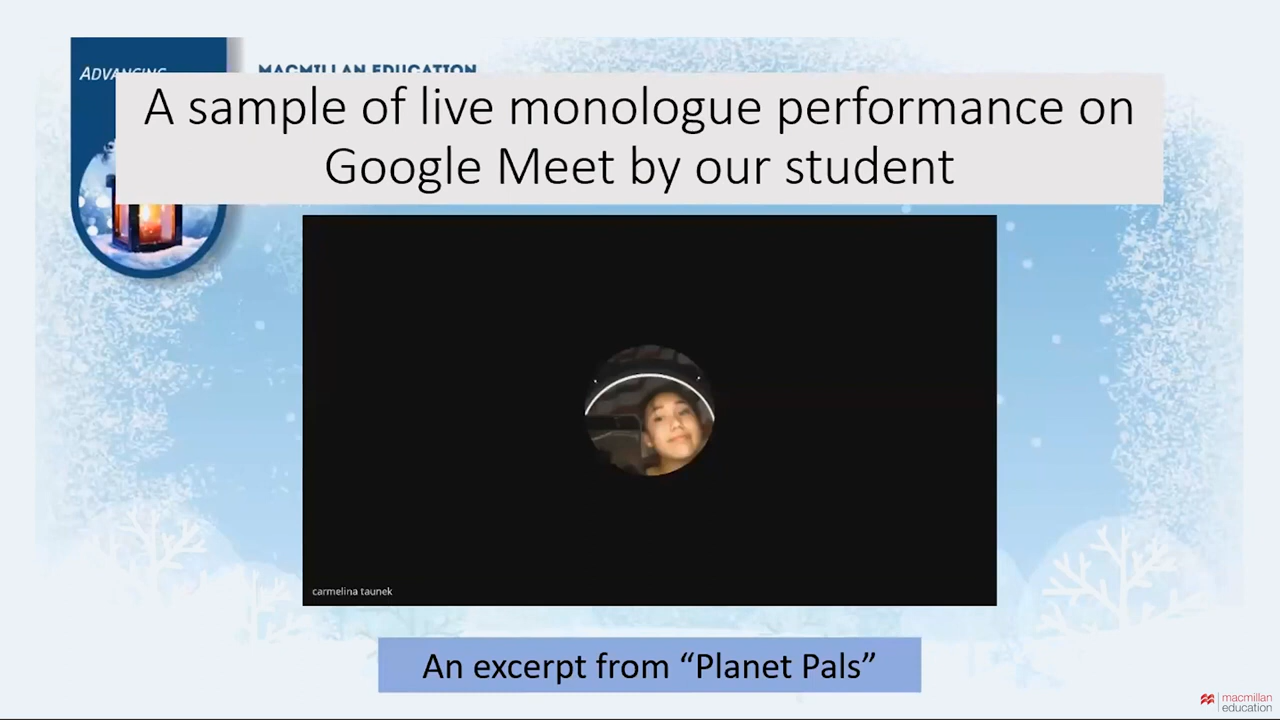 ADVANCING
MACMILLAN EDUCATION
A sample of live monologue performance on
Google Meet by our student
carmelina taunek
An excerpt from “Planet Pals”
macmillan
education